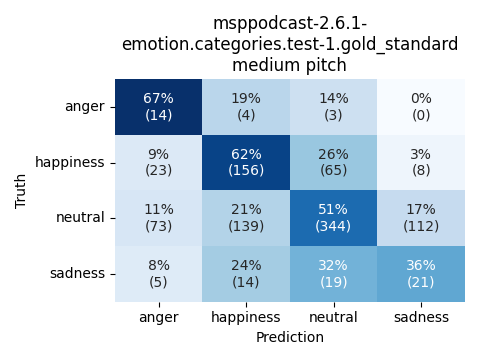 msppodcast-2.6.1-
emotion.categories.test-1.gold_standard
medium pitch
Truth
anger
67% 19% 14% 0%
(14) (4) (3) (0)
happiness
9% 62% 26% 3%
(23) (156) (65) (8)
neutral
11% 21% 51% 17%
(73) (139) (344) (112)
sadness
8% 24% 32% 36%
(5) (14) (19) (21)
anger happiness neutral sadness
Prediction